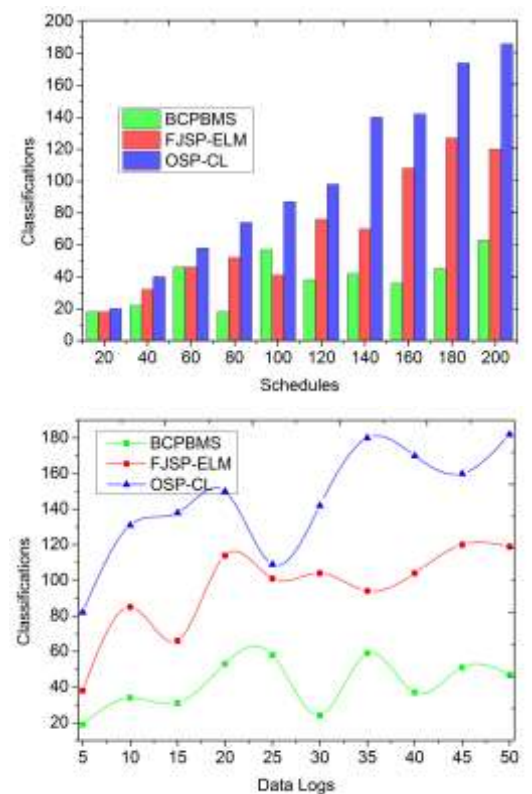 200
180
160
140
120
100
80
60
40
20
0
Classifications
BCPBMS
FJSP-ELM
OSP-CL
20 40 60 80 100 120 140 160 180 200
Schedules
180
160
140
120
100
80
60
40
20
Classifications
BCPBMS
FJSP-ELM
OSP-CL
5 10 15 20 25 30 35 40 45 50
Data Logs